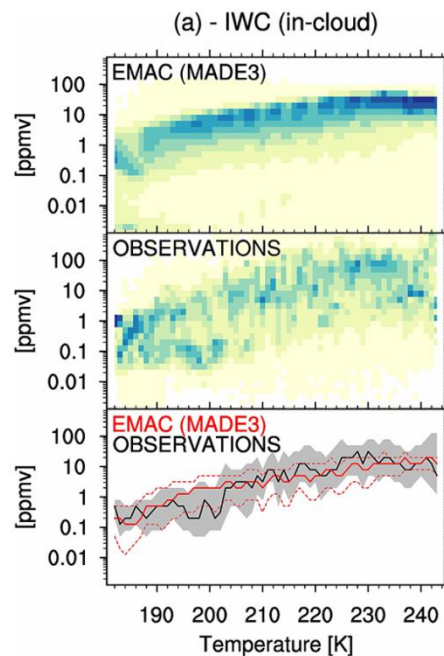 (a) - IWC (in-cloud)
EMAC (MADE3)
100
10
1
0.1
0.01
[ppmv]
OBSERVATIONS
100
10
1
0.1
0.01
[ppmv]
EMAC (MADE3)
OBSERVATIONS
100
10
1
0.1
0.01
[ppmv]
190 200 210 220 230 240
Temperature [K]